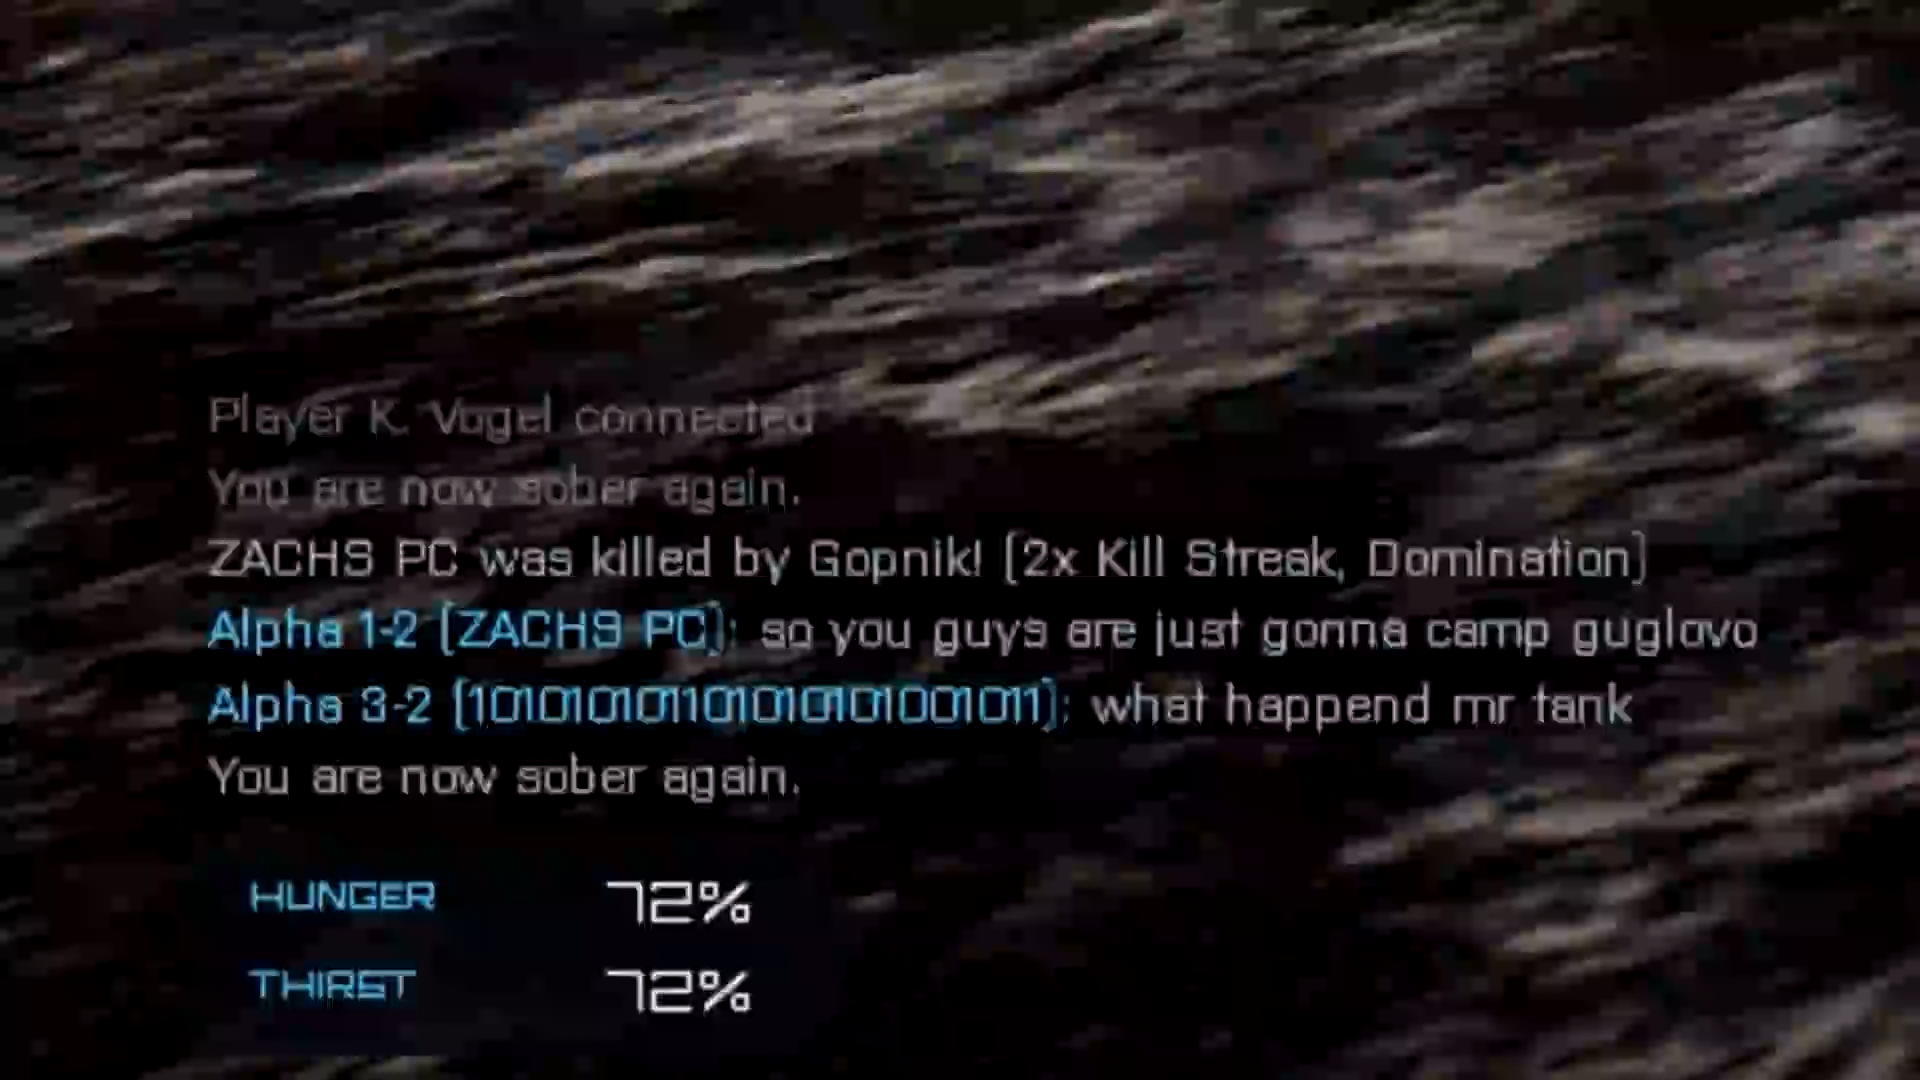 Player K. Vogel connected
You are now sober again.
ZACHS PC was killed by Gopnik! (2x Kill Streak, Domination)
Alpha 1-2 (ZACHS PC): so you guys are just gonna camp guglovo
Alpha 3-2 : what happend mr tank
You are now sober again.
HUNGER 72%
THIRST 72%